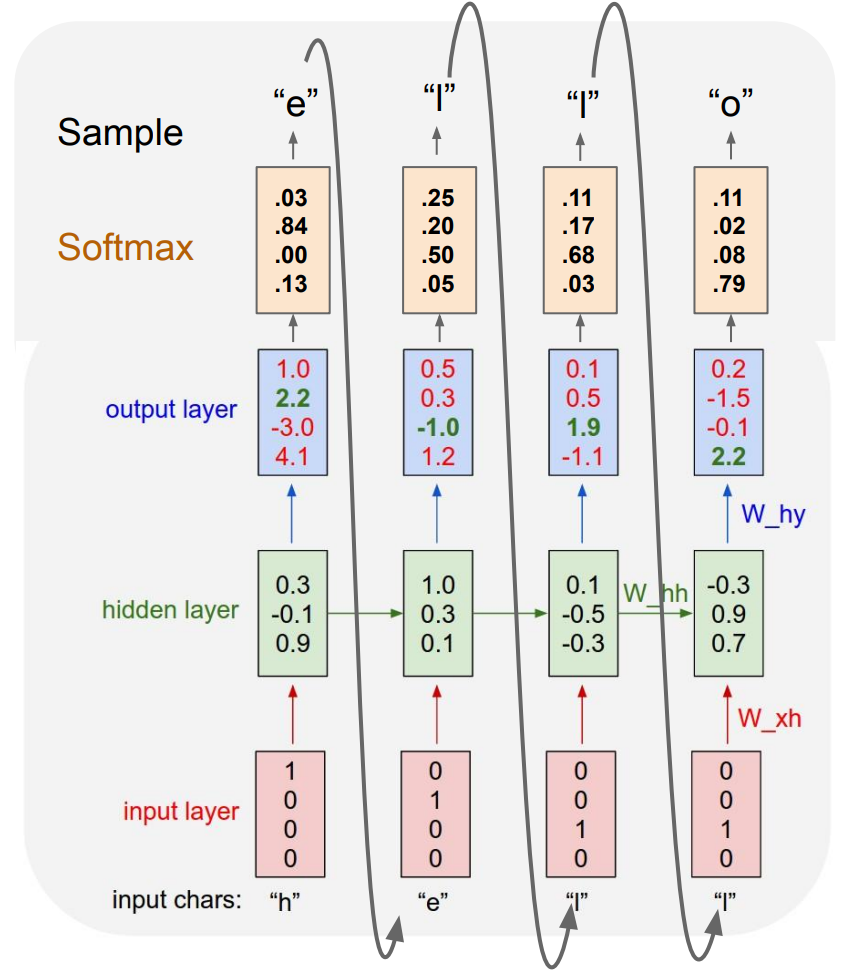 “e” “l” “l” “o”
Sample
.03 .25 .11 .11
.84 .20 .17 .02
Softmax
.00 .50 .68 .08
.13 .05 .03 .79
1.0 0.5 0.1 0.2
2.2 0.3 0.5 -1.5
output layer
-3.0 -1.0 1.9 -0.1
4.1 1.2 -1.1 2.2
W_hy
0.3 1.0 0.1 -0.3
W_hh
hidden layer
-0.1 0.3 -0.5 0.9
0.9 0.1 -0.3 0.7
W_xh
1 0 0 0
0 1 0 0
input layer
0 0 1 1
0 0 0 0
input chars: “h” “e” “l” “l”